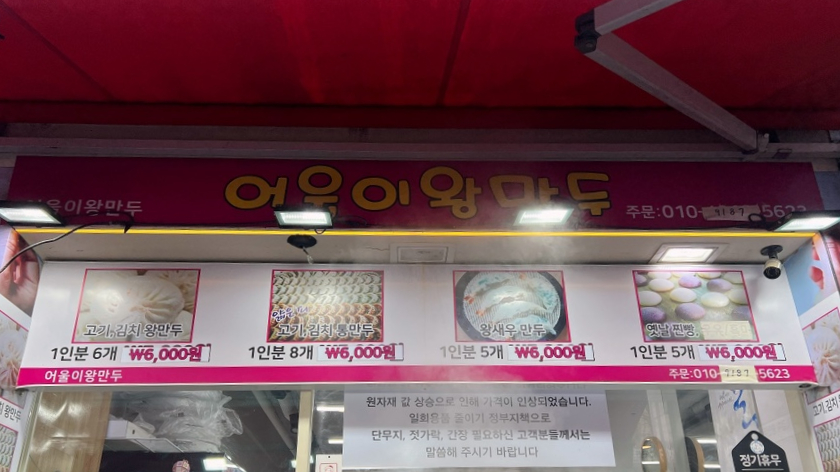 어울이왕만두
어울이왕만두
주문:010-9187-5623
고기,김치 왕만두
고기,김치 통만두
왕새우 만두
옛날 찐빵,
1인분 6개 ₩6,000원
1인분 8개 ₩6,000원
1인분 5개 ₩6,000원
1인분 5개 ₩6,000원
어울이왕만두
주문:010-9187-5623
원자재 값 상승으로 인해 가격이 인상되었습니다.
일회용품 줄이기 정부지책으로
단무지, 젓가락, 간장 필요하신 고객분들께서는
말씀해 주시기 바랍니다
정기휴무